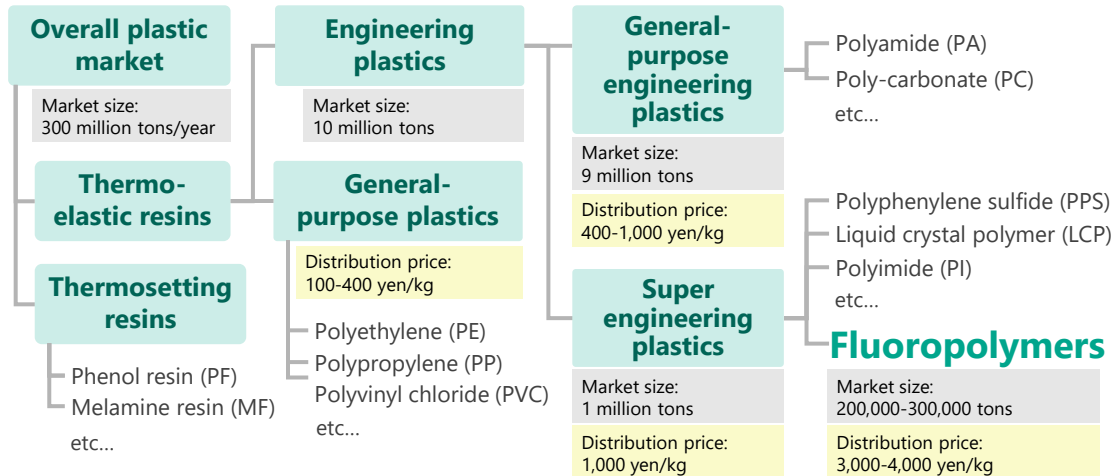 Overall plastic
market
Market size:
300 million tons/year
Thermo-
elastic resins
Thermosetting
resins
Phenol resin (PF)
Melamine resin (MF)
etc...
Engineering
plastics
Market size:
10 million tons
General-
purpose plastics
Distribution price:
100-400 yen/kg
Polyethylene (PE)
Polypropylene (PP)
Polyvinyl chloride (PVC)
etc...
General-
purpose
engineering
plastics
Market size:
9 million tons
Distribution price:
400-1,000 yen/kg
Polyamide (PA)
Poly-carbonate (PC)
etc...
Super
engineering
plastics
Market size:
1 million tons
Distribution price:
1,000 yen/kg
Polyphenylene sulfide (PPS)
Liquid crystal polymer (LCP)
Polyimide (PI)
etc...
Fluoropolymers
Market size:
200,000-300,000 tons
Distribution price:
3,000-4,000 yen/kg